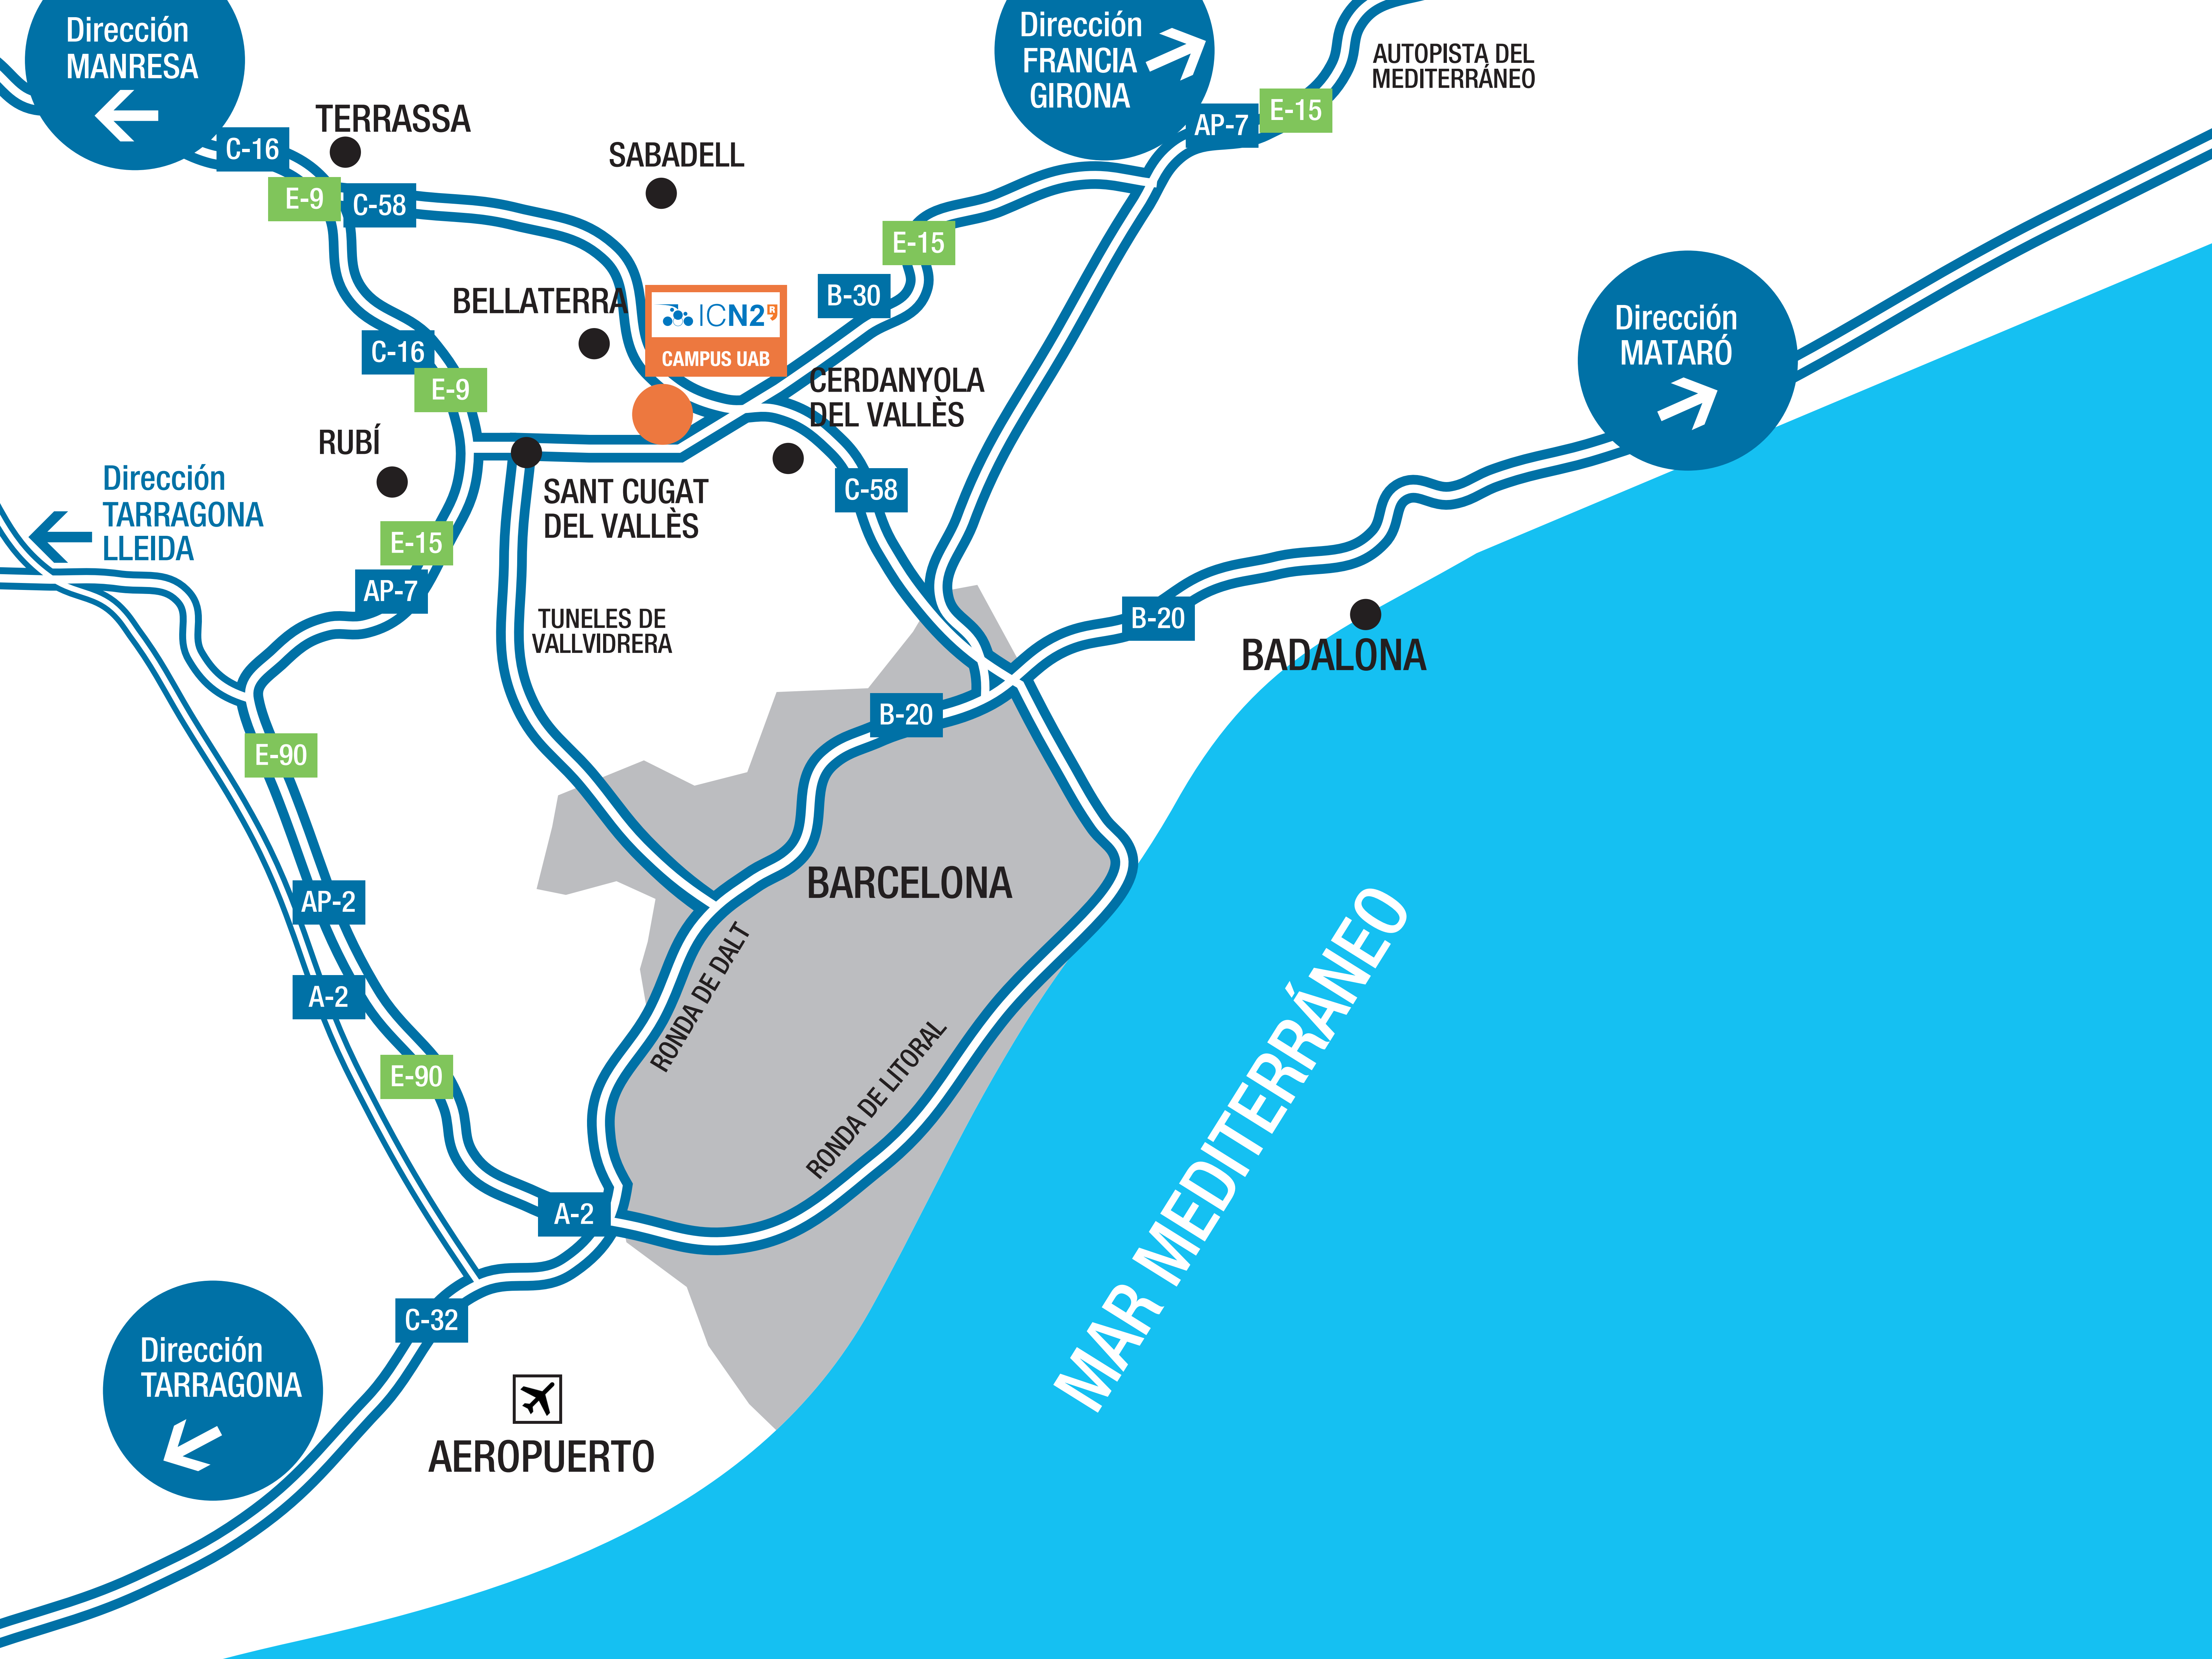 Dirección
MANRESA
Dirección
FRANCIA
GIRONA
AUTOPISTA DEL
MEDITERRÁNEO
E-15
AP-7
TERRASSA
C-16
SABADELL
E-9
C-58
E-15
BELLATERRA
B-30
ICN2R
CAMPUS UAB
Dirección
MATARÓ
C-16
E-9
CERDANYOLA
DEL VALLÈS
RUBÍ
Dirección
TARRAGONA
LLEIDA
SANT CUGAT
DEL VALLÈS
C-58
E-15
AP-7
TUNELES DE
VALLVIDRERA
B-20
BADALONA
B-20
E-90
BARCELONA
AP-2
RONDA DE DALT
A-2
MAR MEDITERRÁNEO
RONDA DE LITORAL
E-90
A-2
C-32
Dirección
TARRAGONA
AEROPUERTO